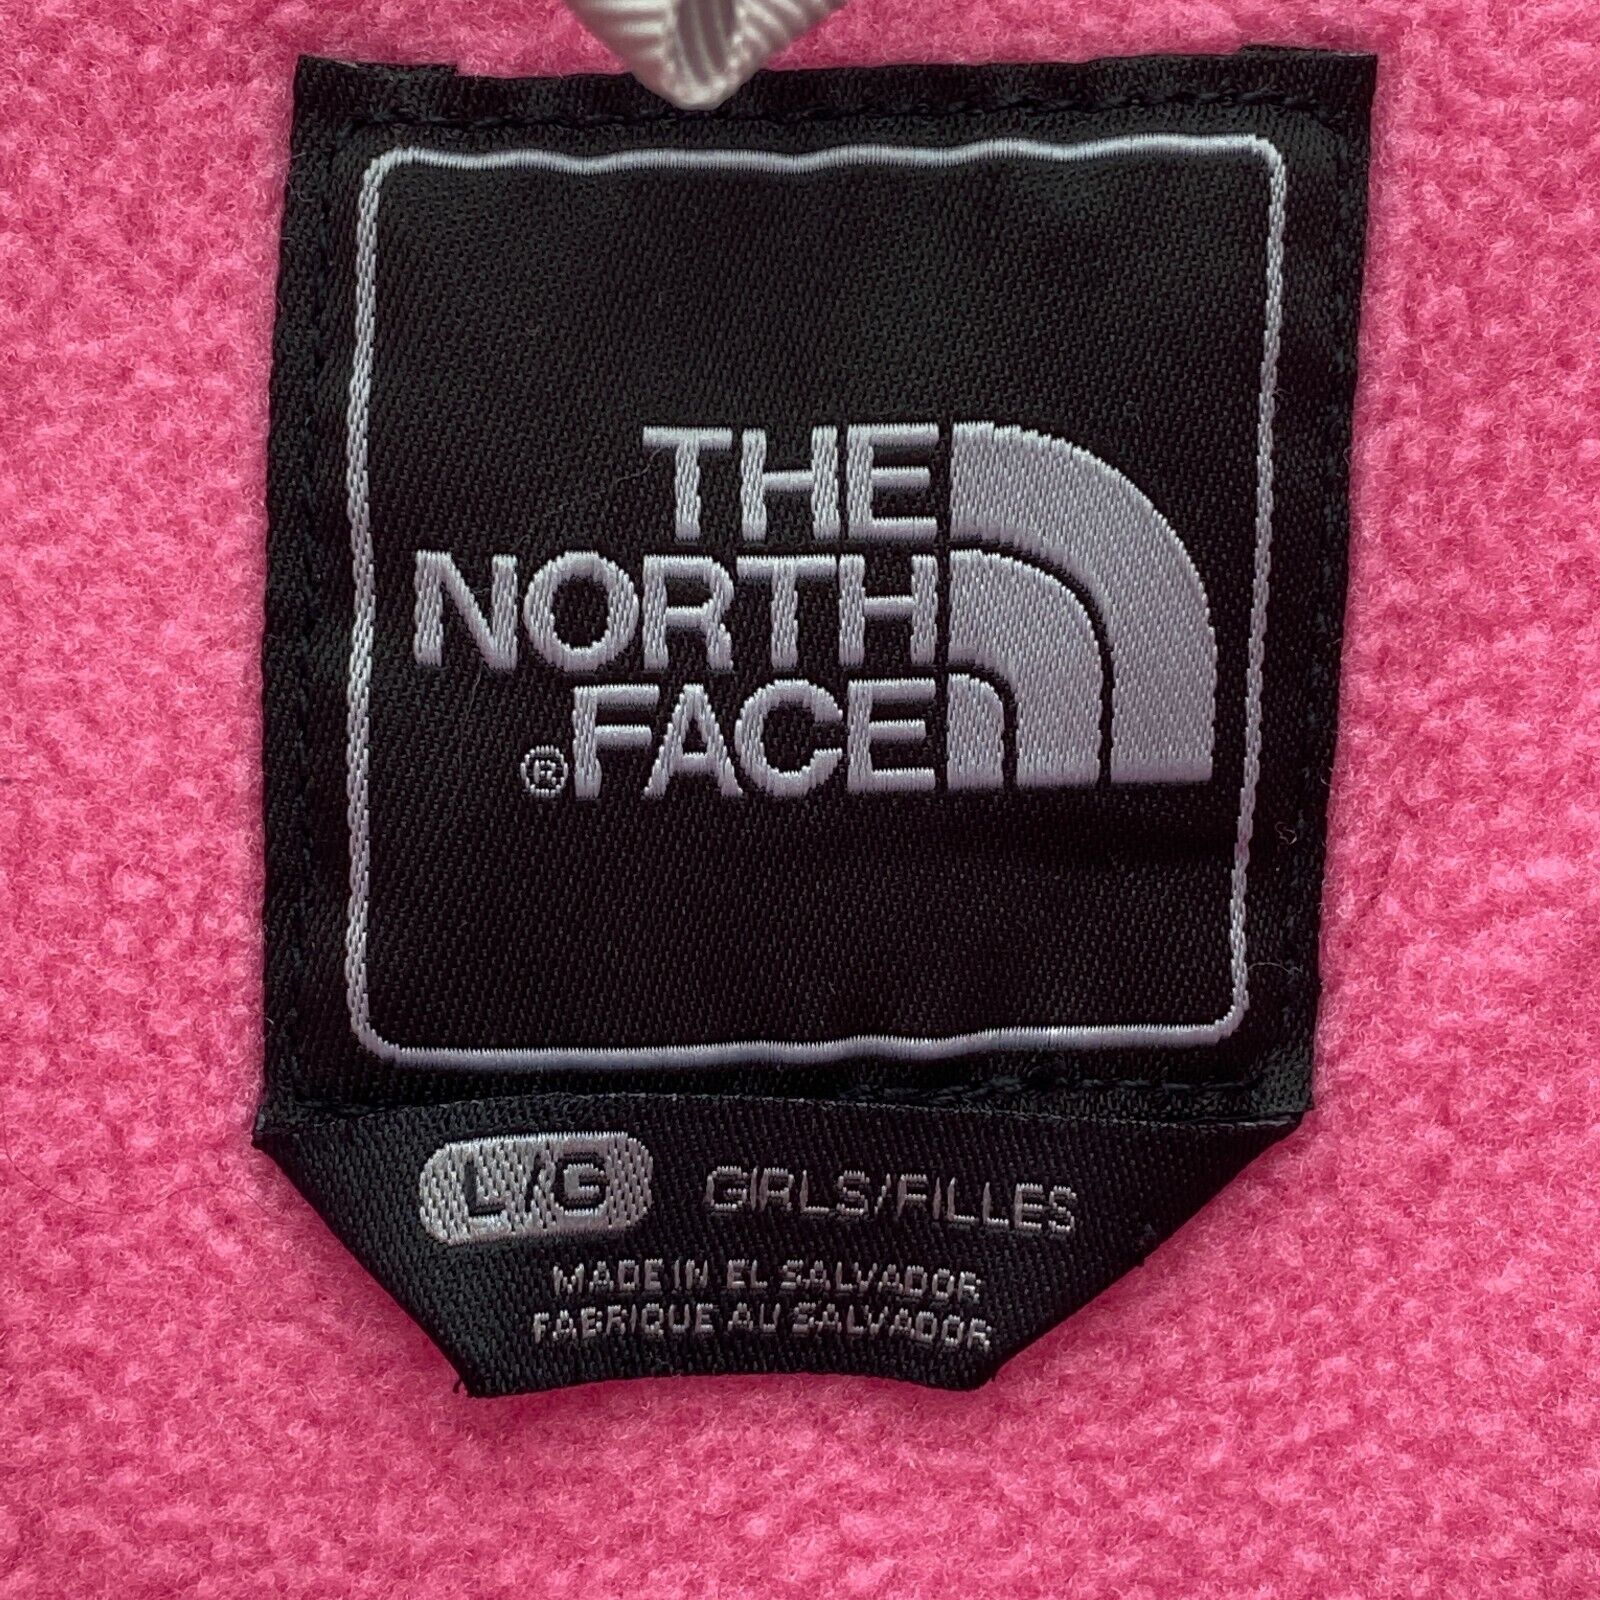 THE
NORTH
® FACE
L/G GIRLS/FILLES
MADE IN EL SALVADOR
FABRIQUE AU SALVADOR